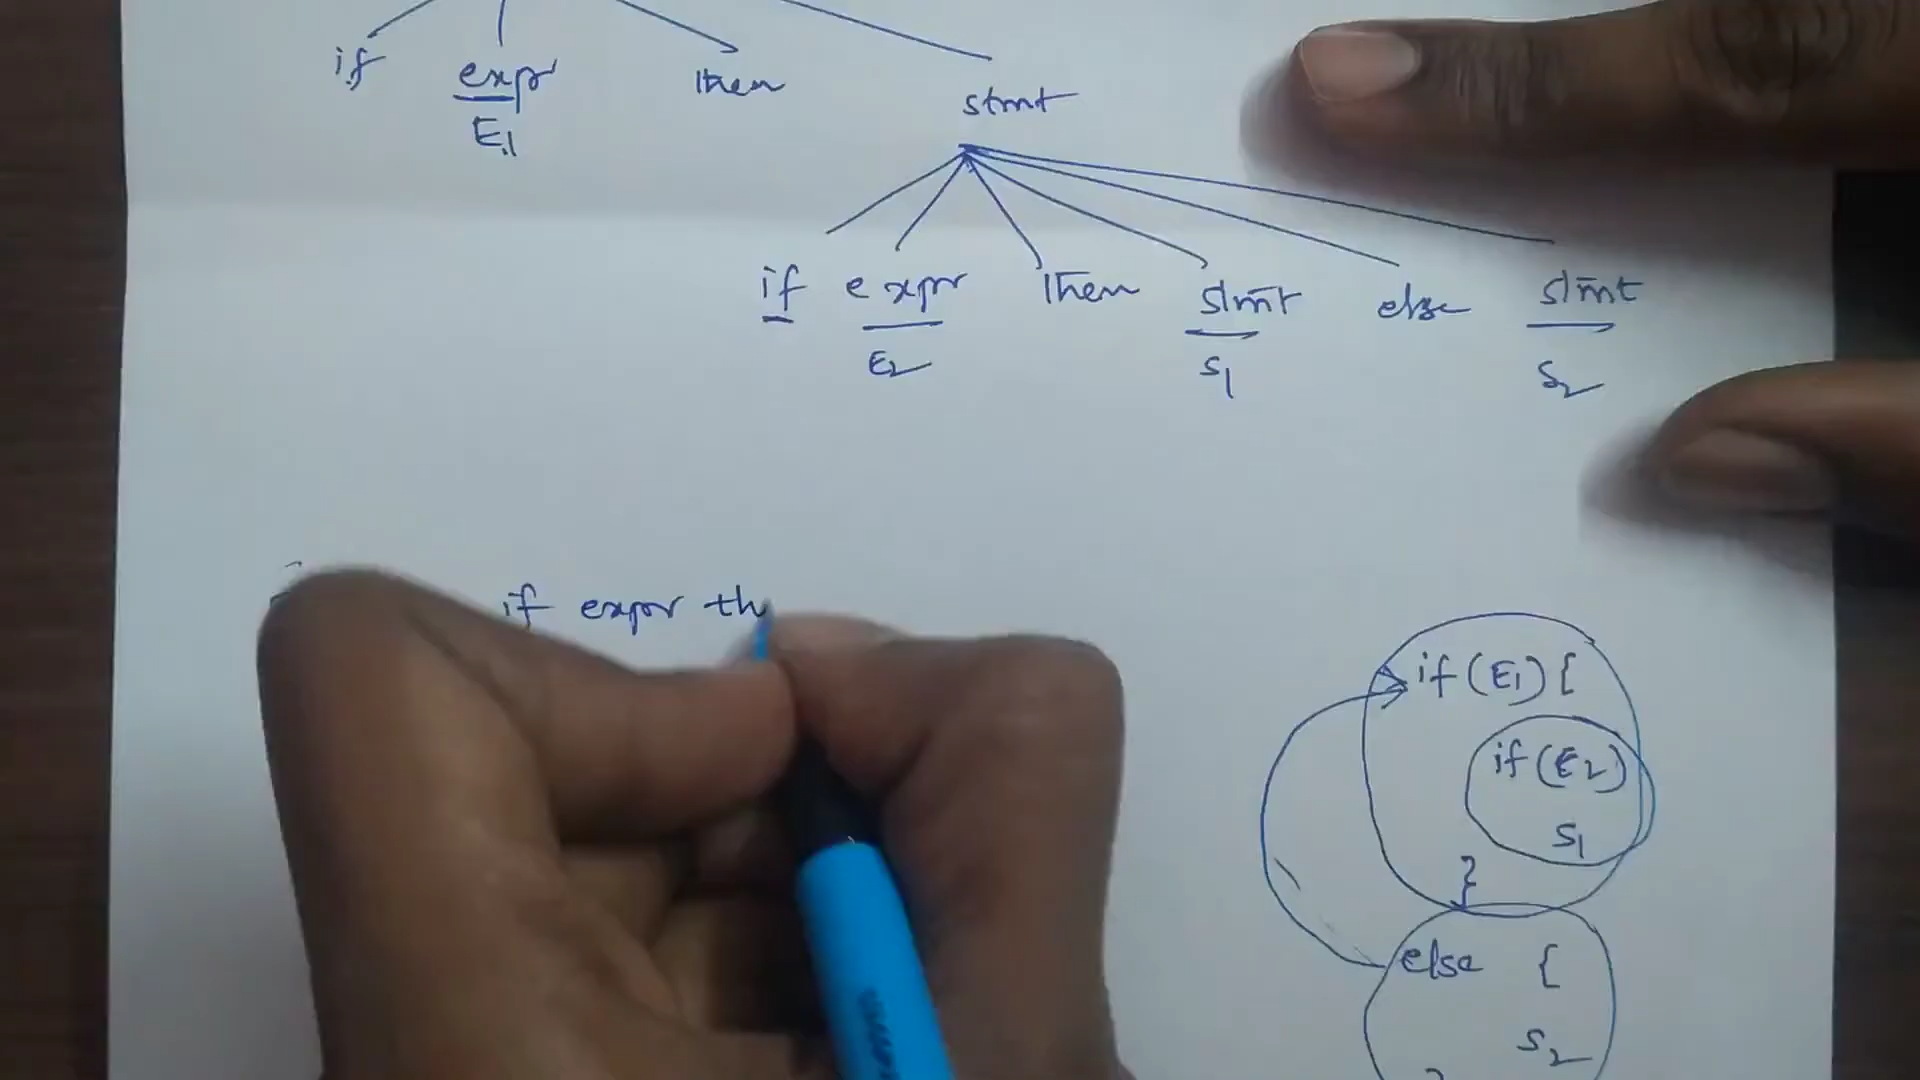 if expr then stmt
E1
if expr then stmt else stmt
E2 S1 S2
if expr th
if (E1) {
if (E2)
S1
}
else {
S2
}